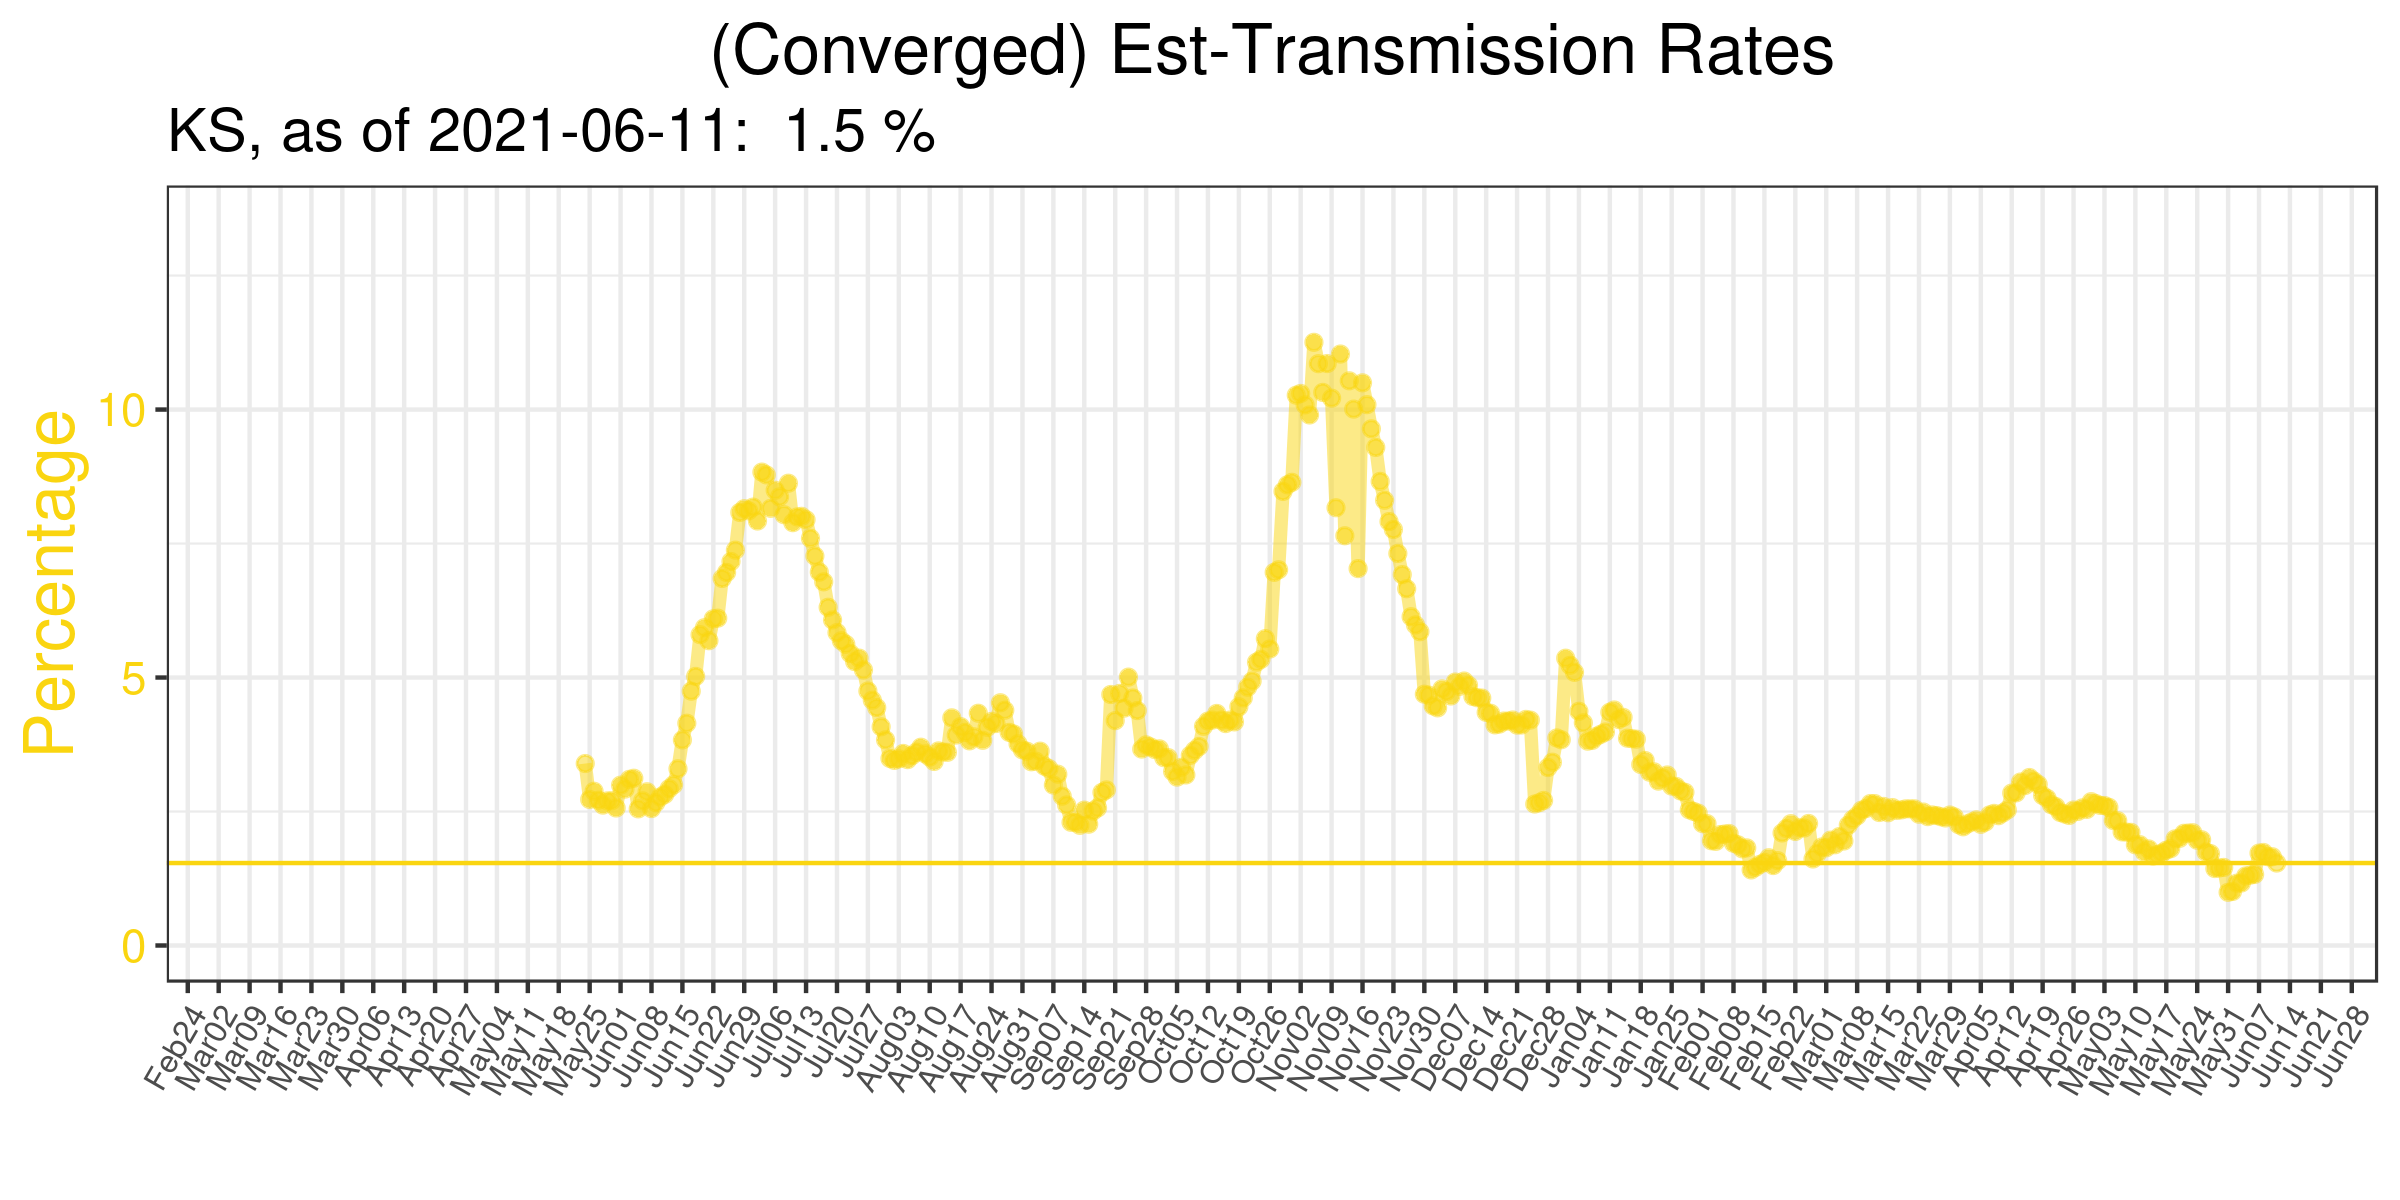 (Converged) Est-Transmission Rates
KS, as of 2021-06-11:  1.5 %
Percentage
10
5
0
Feb24
Mar02
Mar09
Mar16
Mar23
Mar30
Apr06
Apr13
Apr20
Apr27
May04
May11
May18
May25
Jun01
Jun08
Jun15
Jun22
Jun29
Jul06
Jul13
Jul20
Jul27
Aug03
Aug10
Aug17
Aug24
Aug31
Sep07
Sep14
Sep21
Sep28
Oct05
Oct12
Oct19
Oct26
Nov02
Nov09
Nov16
Nov23
Nov30
Dec07
Dec14
Dec21
Dec28
Jan04
Jan11
Jan18
Jan25
Feb01
Feb08
Feb15
Feb22
Mar01
Mar08
Mar15
Mar22
Mar29
Apr05
Apr12
Apr19
Apr26
May03
May10
May17
May24
May31
Jun07
Jun14
Jun21
Jun28